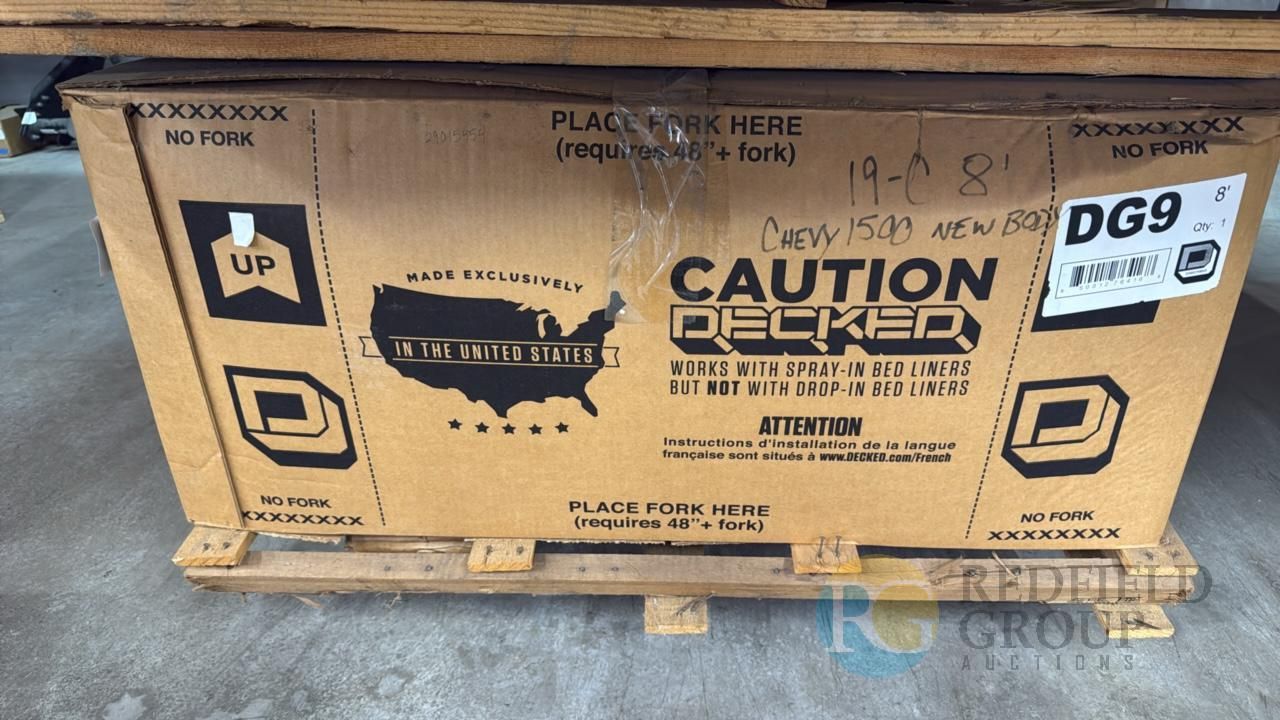 XXXXXXXX
NO FORK
PLACE FORK HERE
(requires 48"+ fork)
XXXXXXXX
NO FORK
19-C 8'
CHEVY 1500 NEW BODY
DG9
8'
Qty: 1
UP
MADE EXCLUSIVELY
IN THE UNITED STATES
CAUTION
DECKED
WORKS WITH SPRAY-IN BED LINERS
BUT NOT WITH DROP-IN BED LINERS
ATTENTION
Instructions d'installation de la langue
française sont situés à www.DECKED.com/French
D
D
NO FORK
XXXXXXXX
PLACE FORK HERE
(requires 48"+ fork)
NO FORK
XXXXXXXX
RG
REDFIELD
GROUP
AUCTIONS